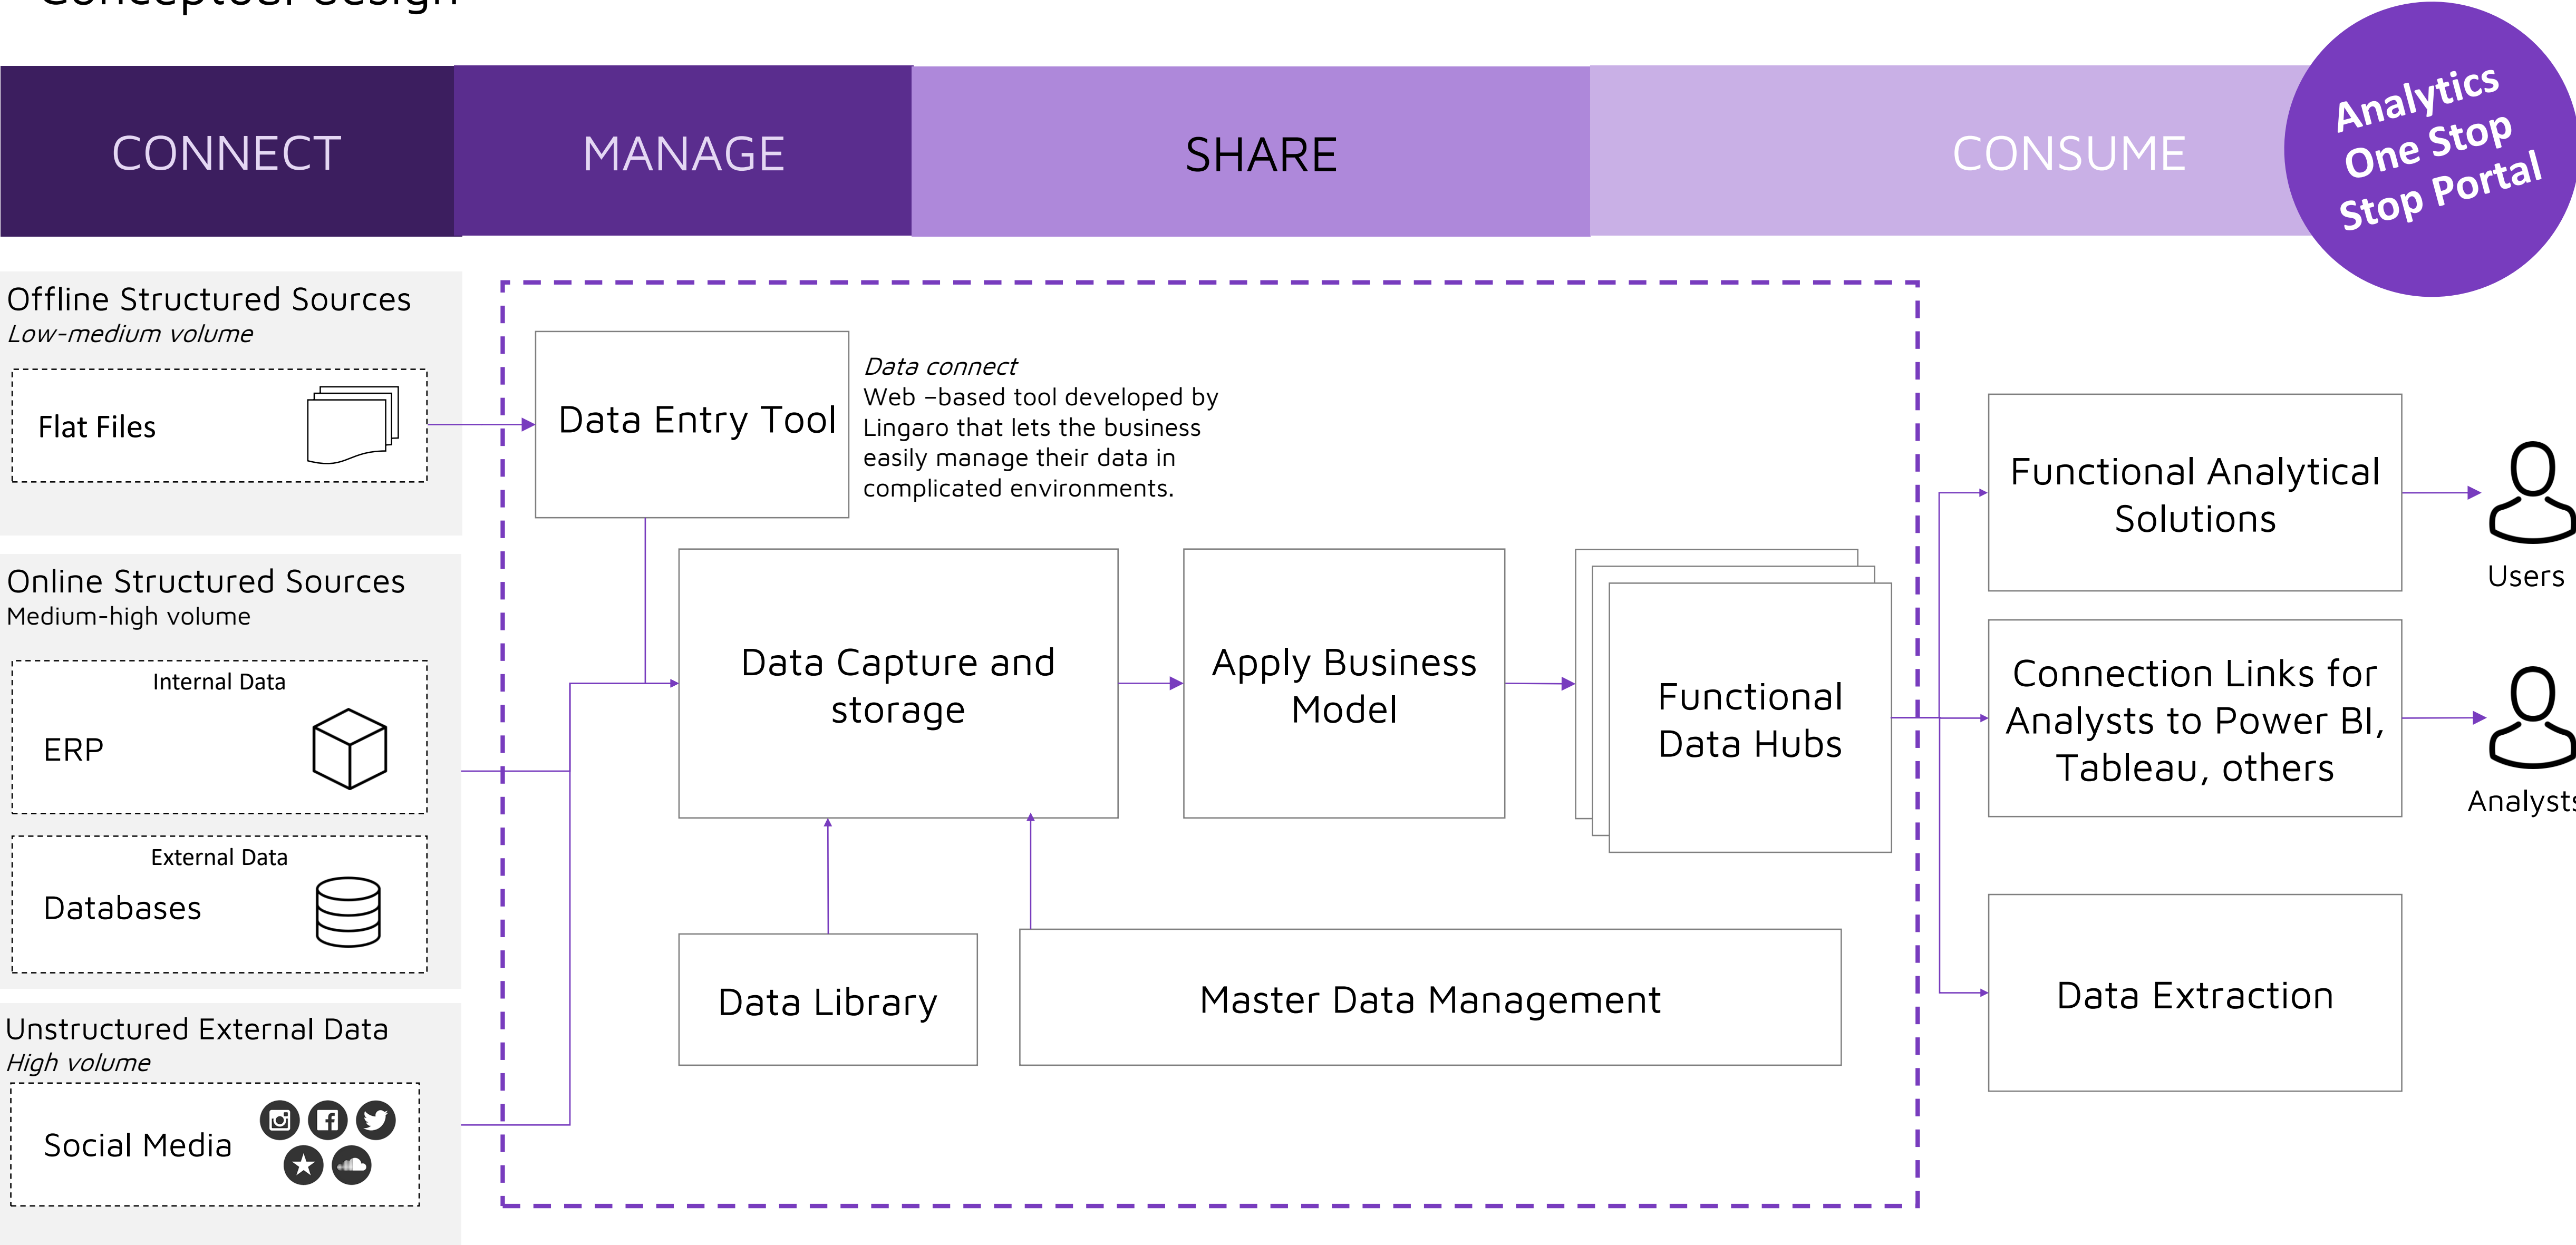 Conceptual design
CONNECT
MANAGE
SHARE
CONSUME
Analytics
One Stop
Stop Portal
Offline Structured Sources
Low-medium volume
Flat Files
Online Structured Sources
Medium-high volume
Internal Data
ERP
External Data
Databases
Unstructured External Data
High volume
Social Media
Data Entry Tool
Data connect
Web –based tool developed by
Lingaro that lets the business
easily manage their data in
complicated environments.
Data Capture and
storage
Apply Business
Model
Functional
Data Hubs
Data Library
Master Data Management
Functional Analytical
Solutions
Users
Connection Links for
Analysts to Power BI,
Tableau, others
Analysts
Data Extraction